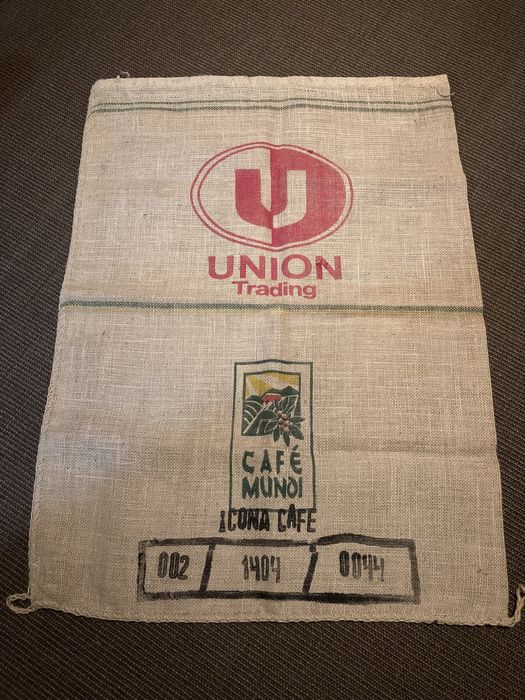 U
UNION
Trading
CAFÉ
MUNDI
ICONA CAFE
002 1404 0044